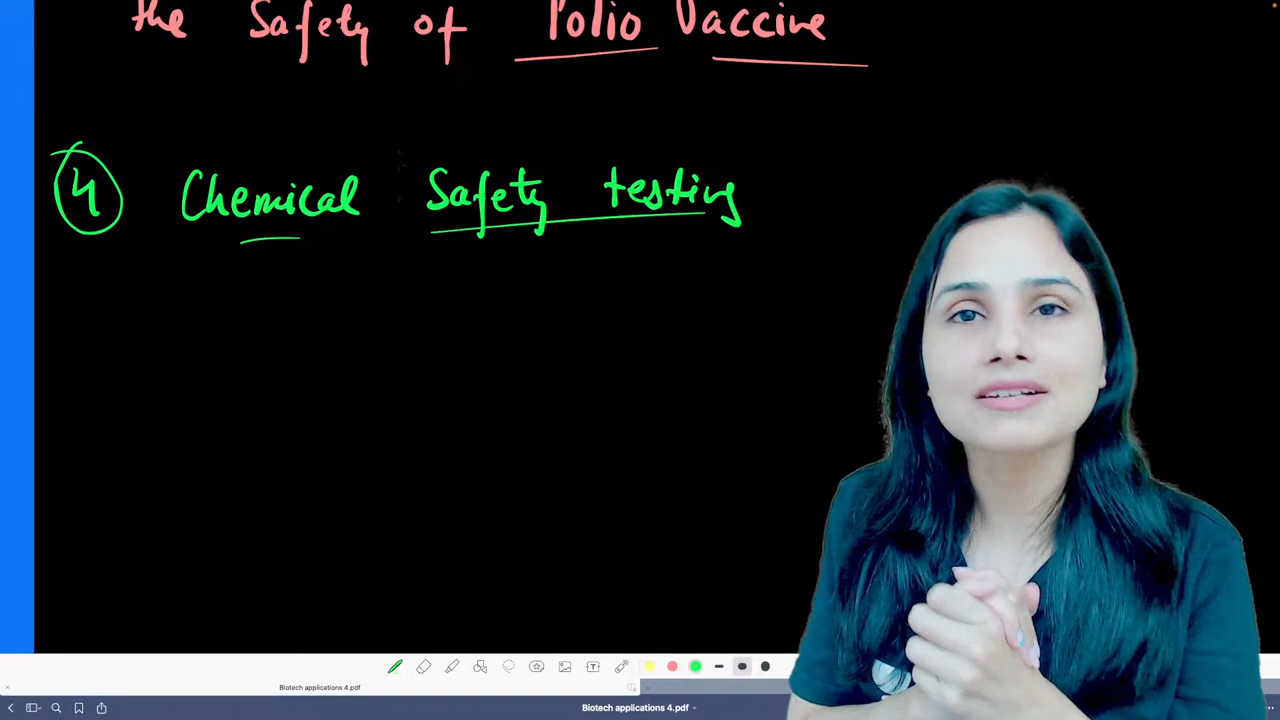 the Safety of Polio Vaccine
4 Chemical Safety testing
Biotech applications 4.pdf
Biotech applications 4.pdf